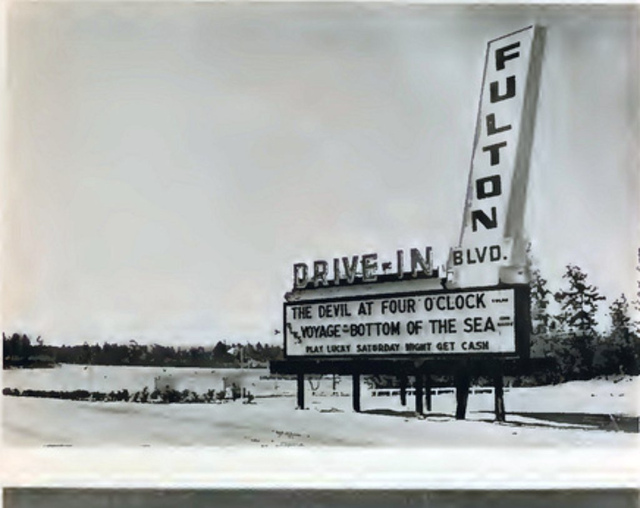 FULTON
BLVD.
DRIVE-IN
THE DEVIL AT FOUR O'CLOCK
VOYAGE BOTTOM OF THE SEA
PLAY LUCKY SATURDAY NIGHT GET CASH